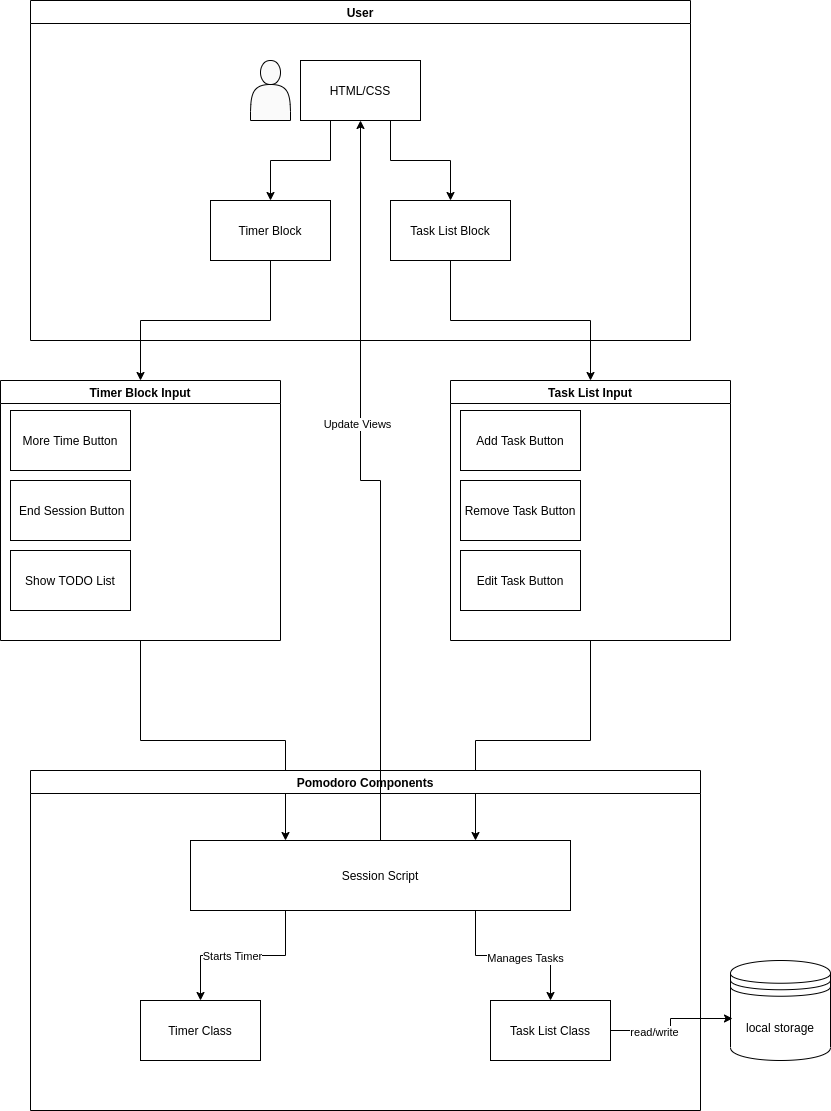 User
HTML/CSS
Timer Block
Task List Block
Timer Block Input
More Time Button
End Session Button
Show TODO List
Update Views
Task List Input
Add Task Button
Remove Task Button
Edit Task Button
Pomodoro Components
Session Script
Starts Timer
Manages Tasks
Timer Class
Task List Class
read/write
local storage